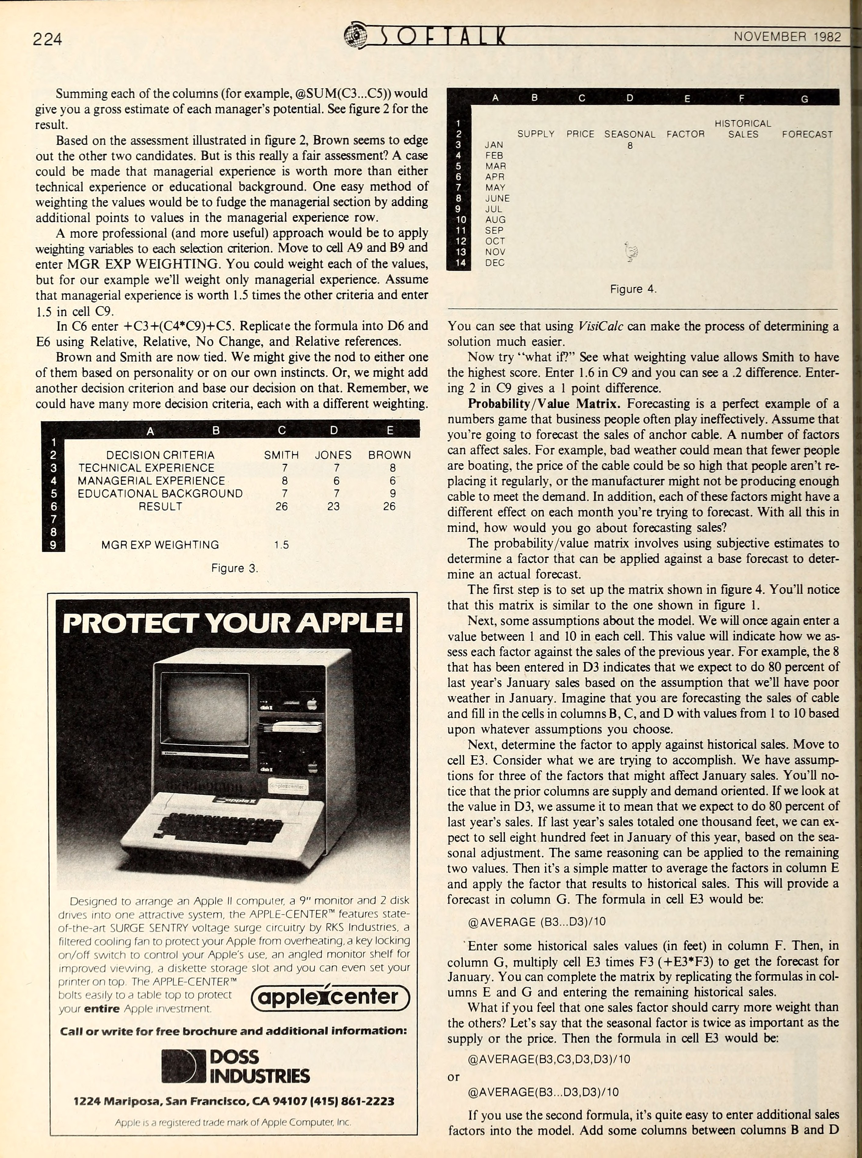 224
SOFTALK
NOVEMBER 1982
Summing each of the columns (for example, @SUM(C3...C5)) would
give you a gross estimate of each manager's potential. See figure 2 for the
result.
Based on the assessment illustrated in figure 2, Brown seems to edge
out the other two candidates. But is this really a fair assessment? A case
could be made that managerial experience is worth more than either
technical experience or educational background. One easy method of
weighting the values would be to fudge the managerial section by adding
additional points to values in the managerial experience row.
A more professional (and more useful) approach would be to apply
weighting variables to each selection criterion. Move to cell A9 and B9 and
enter MGR EXP WEIGHTING. You could weight each of the values,
but for our example we'll weight only managerial experience. Assume
that managerial experience is worth 1.5 times the other criteria and enter
1.5 in cell C9.
In C6 enter +C3+(C4*C9)+C5. Replicate the formula into D6 and
E6 using Relative, Relative, No Change, and Relative references.
Brown and Smith are now tied. We might give the nod to either one
of them based on personality or on our own instincts. Or, we might add
another decision criterion and base our decision on that. Remember, we
could have many more decision criteria, each with a different weighting.
A B C D E
1
2 DECISION CRITERIA SMITH JONES BROWN
3 TECHNICAL EXPERIENCE 7 7 8
4 MANAGERIAL EXPERIENCE 8 6 6
5 EDUCATIONAL BACKGROUND 7 7 9
6 RESULT 26 23 26
7
8
9 MGR EXP WEIGHTING 1.5
Figure 3.
PROTECT YOUR APPLE!
Designed to arrange an Apple II computer, a 9" monitor and 2 disk
drives into one attractive system, the APPLE-CENTER™ features state-
of-the-art SURGE SENTRY voltage surge circuitry by RKS Industries, a
filtered cooling fan to protect your Apple from overheating, a key locking
on/off switch to control your Apple's use, an angled monitor shelf for
improved viewing, a diskette storage slot and you can even set your
printer on top. The APPLE-CENTER™
bolts easily to a table top to protect
your entire Apple investment.
apple center
Call or write for free brochure and additional information:
DOSS
INDUSTRIES
1224 Mariposa, San Francisco, CA 94107 (415) 861-2223
Apple is a registered trade mark of Apple Computer, Inc.
A B C D E F G
1 HISTORICAL
2 SUPPLY PRICE SEASONAL FACTOR SALES FORECAST
3 JAN 8
4 FEB
5 MAR
6 APR
7 MAY
8 JUNE
9 JUL
10 AUG
11 SEP
12 OCT
13 NOV
14 DEC
Figure 4.
You can see that using VisiCalc can make the process of determining a
solution much easier.
Now try "what if?" See what weighting value allows Smith to have
the highest score. Enter 1.6 in C9 and you can see a .2 difference. Enter-
ing 2 in C9 gives a 1 point difference.
Probability/Value Matrix. Forecasting is a perfect example of a
numbers game that business people often play ineffectively. Assume that
you're going to forecast the sales of anchor cable. A number of factors
can affect sales. For example, bad weather could mean that fewer people
are boating, the price of the cable could be so high that people aren't re-
placing it regularly, or the manufacturer might not be producing enough
cable to meet the demand. In addition, each of these factors might have a
different effect on each month you're trying to forecast. With all this in
mind, how would you go about forecasting sales?
The probability/value matrix involves using subjective estimates to
determine a factor that can be applied against a base forecast to deter-
mine an actual forecast.
The first step is to set up the matrix shown in figure 4. You'll notice
that this matrix is similar to the one shown in figure 1.
Next, some assumptions about the model. We will once again enter a
value between 1 and 10 in each cell. This value will indicate how we as-
sess each factor against the sales of the previous year. For example, the 8
that has been entered in D3 indicates that we expect to do 80 percent of
last year's January sales based on the assumption that we'll have poor
weather in January. Imagine that you are forecasting the sales of cable
and fill in the cells in columns B, C, and D with values from 1 to 10 based
upon whatever assumptions you choose.
Next, determine the factor to apply against historical sales. Move to
cell E3. Consider what we are trying to accomplish. We have assump-
tions for three of the factors that might affect January sales. You'll no-
tice that the prior columns are supply and demand oriented. If we look at
the value in D3, we assume it to mean that we expect to do 80 percent of
last year's sales. If last year's sales totaled one thousand feet, we can ex-
pect to sell eight hundred feet in January of this year, based on the sea-
sonal adjustment. The same reasoning can be applied to the remaining
two values. Then it's a simple matter to average the factors in column E
and apply the factor that results to historical sales. This will provide a
forecast in column G. The formula in cell E3 would be:
@AVERAGE (B3...D3)/10
Enter some historical sales values (in feet) in column F. Then, in
column G, multiply cell E3 times F3 (+E3*F3) to get the forecast for
January. You can complete the matrix by replicating the formulas in col-
umns E and G and entering the remaining historical sales.
What if you feel that one sales factor should carry more weight than
the others? Let's say that the seasonal factor is twice as important as the
supply or the price. Then the formula in cell E3 would be:
@AVERAGE(B3,C3,D3,D3)/10
or
@AVERAGE(B3...D3,D3)/10
If you use the second formula, it's quite easy to enter additional sales
factors into the model. Add some columns between columns B and D